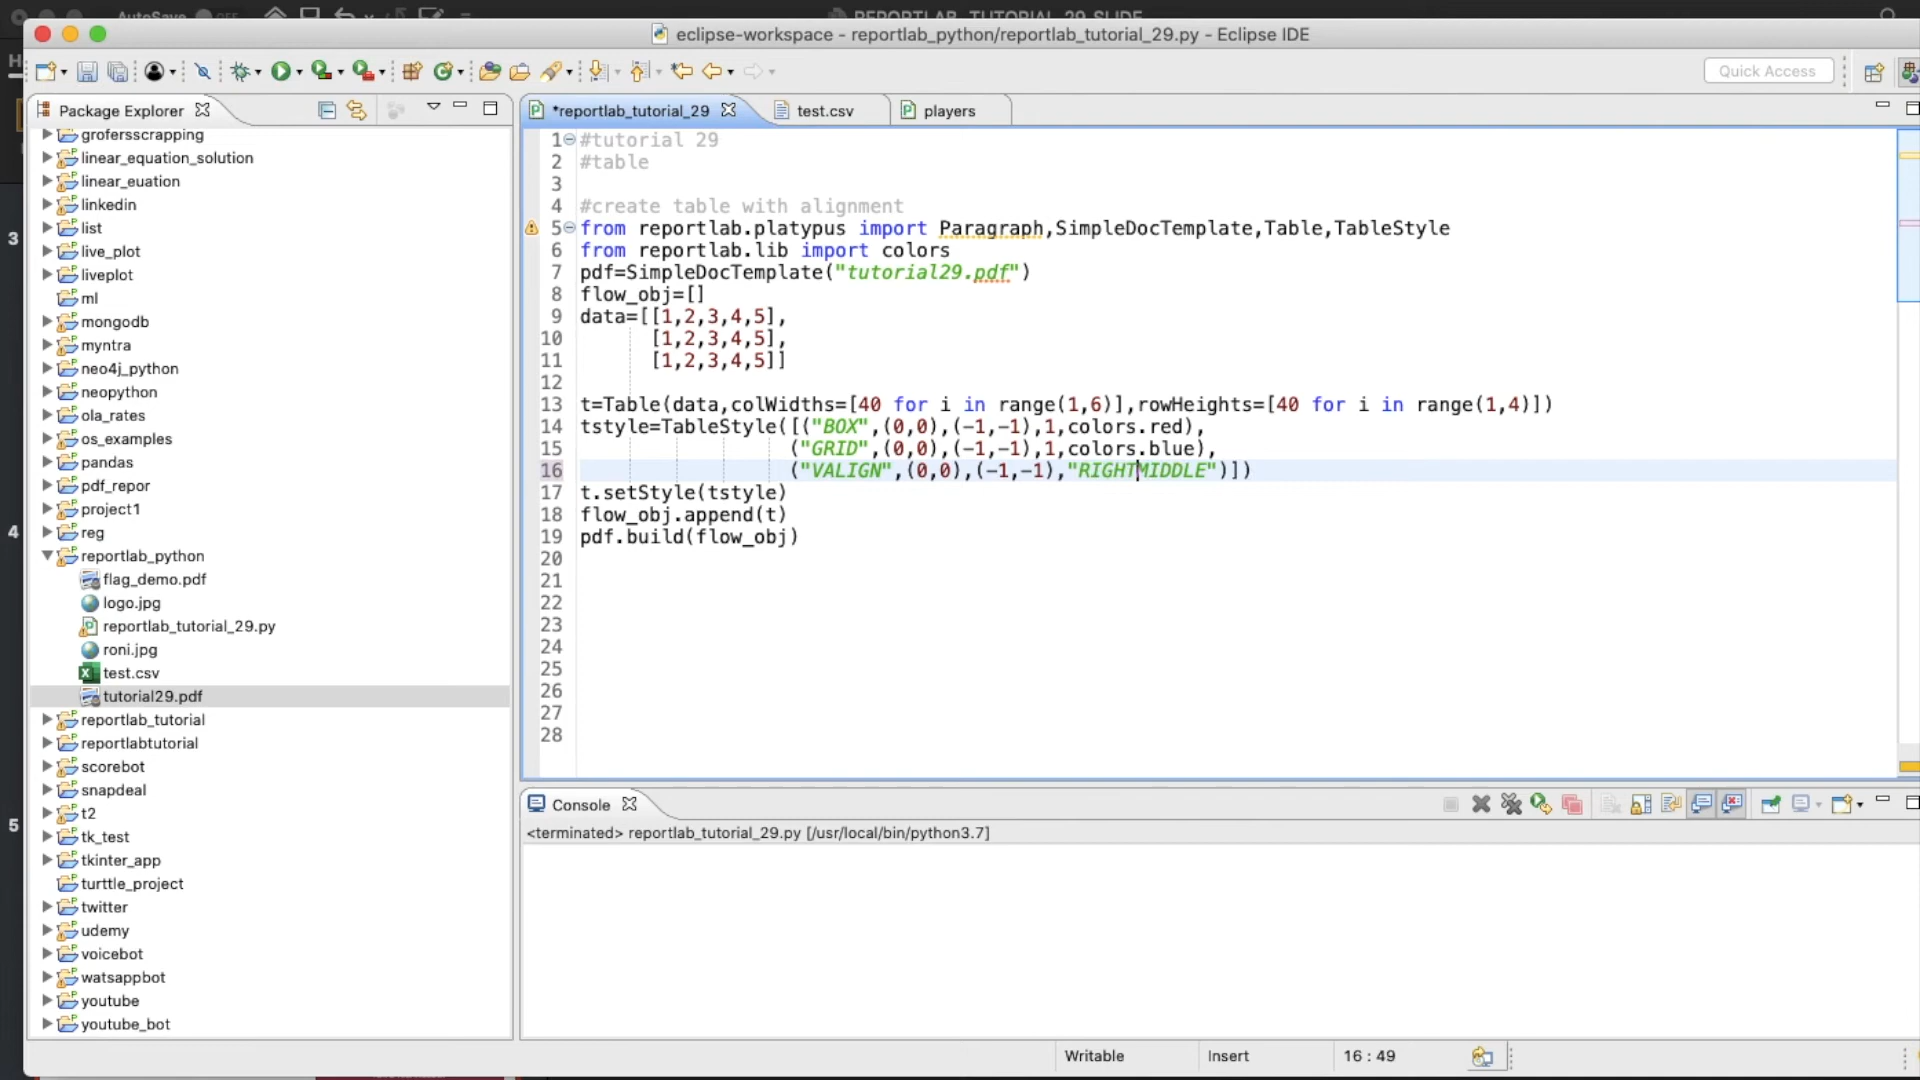 AutoSave OFF
REPORTLAB_TUTORIAL_29_SLIDE
eclipse-workspace - reportlab_python/reportlab_tutorial_29.py - Eclipse IDE
Quick Access
Package Explorer
*reportlab_tutorial_29
test.csv
players
grofersscrapping
linear_equation_solution
linear_euation
linkedin
list
live_plot
liveplot
ml
mongodb
myntra
neo4j_python
neopython
ola_rates
os_examples
pandas
pdf_repor
project1
reg
reportlab_python
flag_demo.pdf
logo.jpg
reportlab_tutorial_29.py
roni.jpg
test.csv
tutorial29.pdf
reportlab_tutorial
reportlabtutorial
scorebot
snapdeal
t2
tk_test
tkinter_app
turttle_project
twitter
udemy
voicebot
watsappbot
youtube
youtube_bot
3
4
5
1 #tutorial 29
2 #table
3
4 #create table with alignment
5 from reportlab.platypus import Paragraph,SimpleDocTemplate,Table,TableStyle
6 from reportlab.lib import colors
7 pdf=SimpleDocTemplate("tutorial29.pdf")
8 flow_obj=[]
9 data=[[1,2,3,4,5],
10 [1,2,3,4,5],
11 [1,2,3,4,5]]
12
13 t=Table(data,colWidths=[40 for i in range(1,6)],rowHeights=[40 for i in range(1,4)])
14 tstyle=TableStyle([("BOX",(0,0),(-1,-1),1,colors.red),
15 ("GRID",(0,0),(-1,-1),1,colors.blue),
16 ("VALIGN",(0,0),(-1,-1),"RIGHTMIDDLE")])
17 t.setStyle(tstyle)
18 flow_obj.append(t)
19 pdf.build(flow_obj)
20
21
22
23
24
25
26
27
28
Console
<terminated> reportlab_tutorial_29.py [/usr/local/bin/python3.7]
Writable
Insert
16 : 49